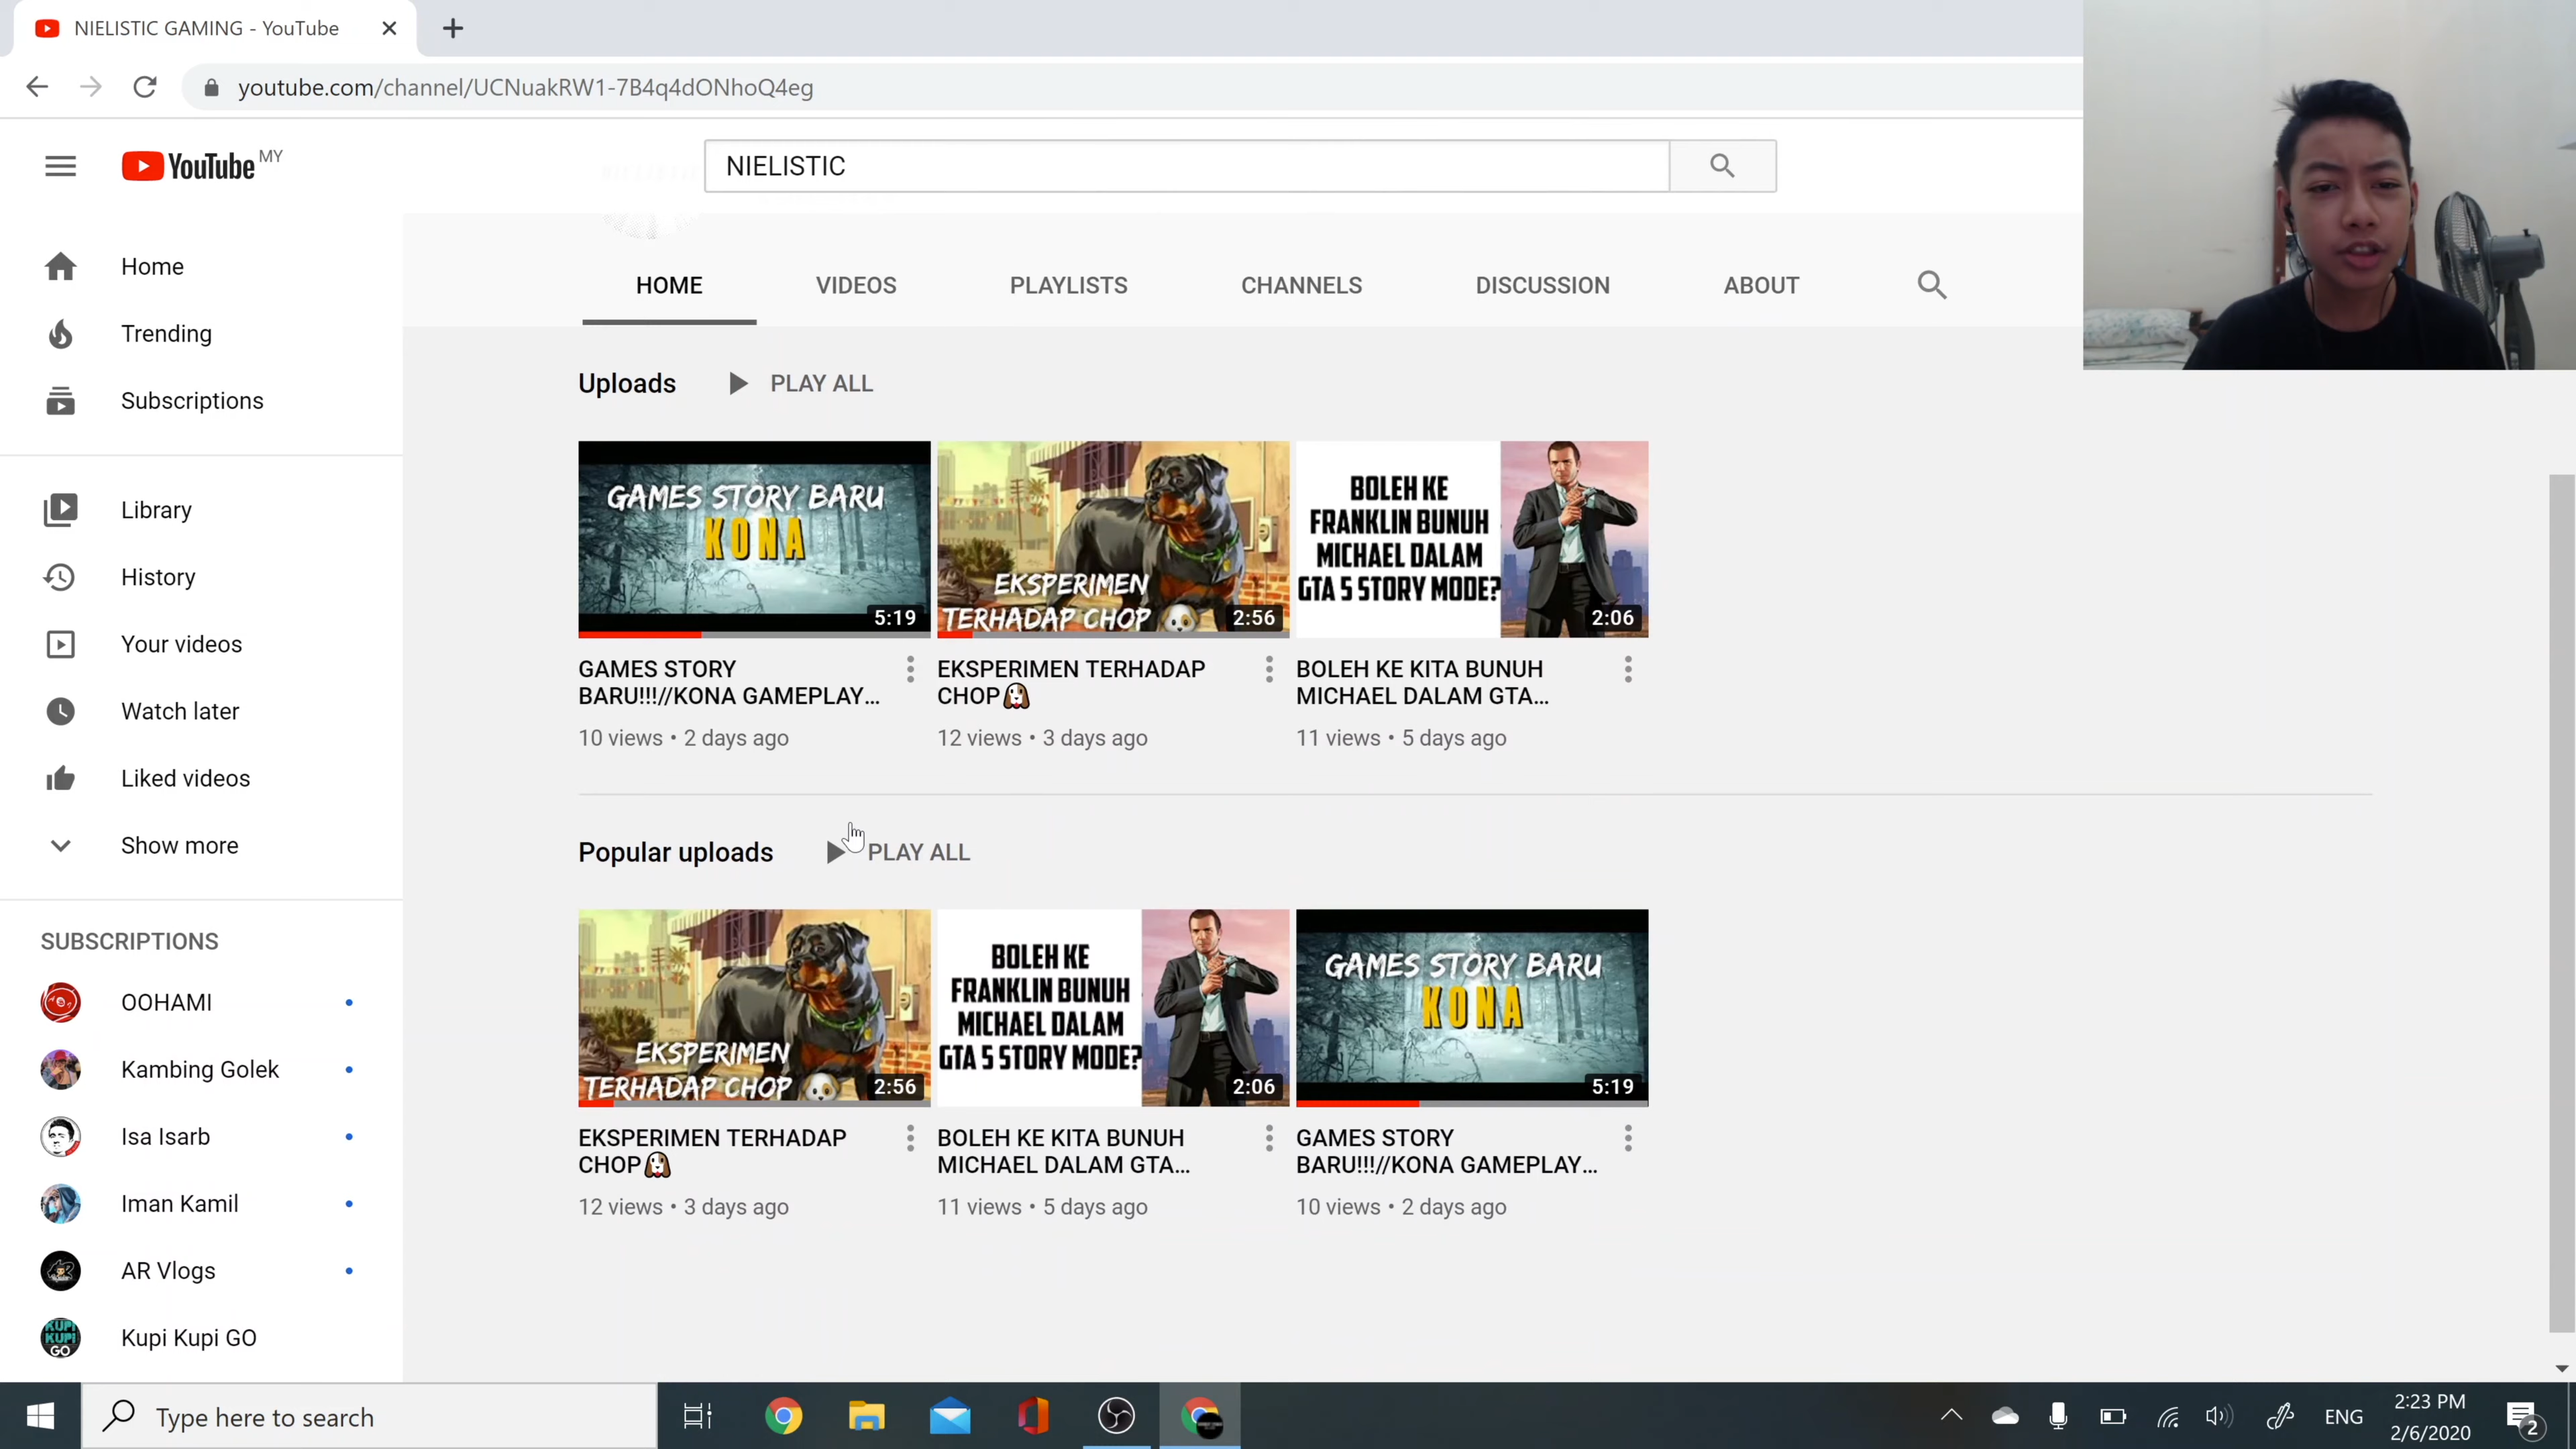 NIELISTIC GAMING - YouTube
youtube.com/channel/UCNuakRW1-7B4q4dONhoQ4eg
YouTube MY
NIELISTIC
Home
Trending
Subscriptions
Library
History
Your videos
Watch later
Liked videos
Show more
SUBSCRIPTIONS
OOHAMI
Kambing Golek
Isa Isarb
Iman Kamil
AR Vlogs
KUPI KUPI GO
Kupi Kupi GO
HOME VIDEOS PLAYLISTS CHANNELS DISCUSSION ABOUT
Uploads PLAY ALL
GAMES STORY BARU
KONA
5:19
GAMES STORY
BARU!!!//KONA GAMEPLAY...
10 views • 2 days ago
EKSPERIMEN
TERHADAP CHOP
2:56
EKSPERIMEN TERHADAP
CHOP🐶
12 views • 3 days ago
BOLEH KE
FRANKLIN BUNUH
MICHAEL DALAM
GTA 5 STORY MODE?
2:06
BOLEH KE KITA BUNUH
MICHAEL DALAM GTA...
11 views • 5 days ago
Popular uploads PLAY ALL
EKSPERIMEN
TERHADAP CHOP
2:56
EKSPERIMEN TERHADAP
CHOP🐶
12 views • 3 days ago
BOLEH KE
FRANKLIN BUNUH
MICHAEL DALAM
GTA 5 STORY MODE?
2:06
BOLEH KE KITA BUNUH
MICHAEL DALAM GTA...
11 views • 5 days ago
GAMES STORY BARU
KONA
5:19
GAMES STORY
BARU!!!//KONA GAMEPLAY...
10 views • 2 days ago
Type here to search
ENG
2:23 PM
2/6/2020
2